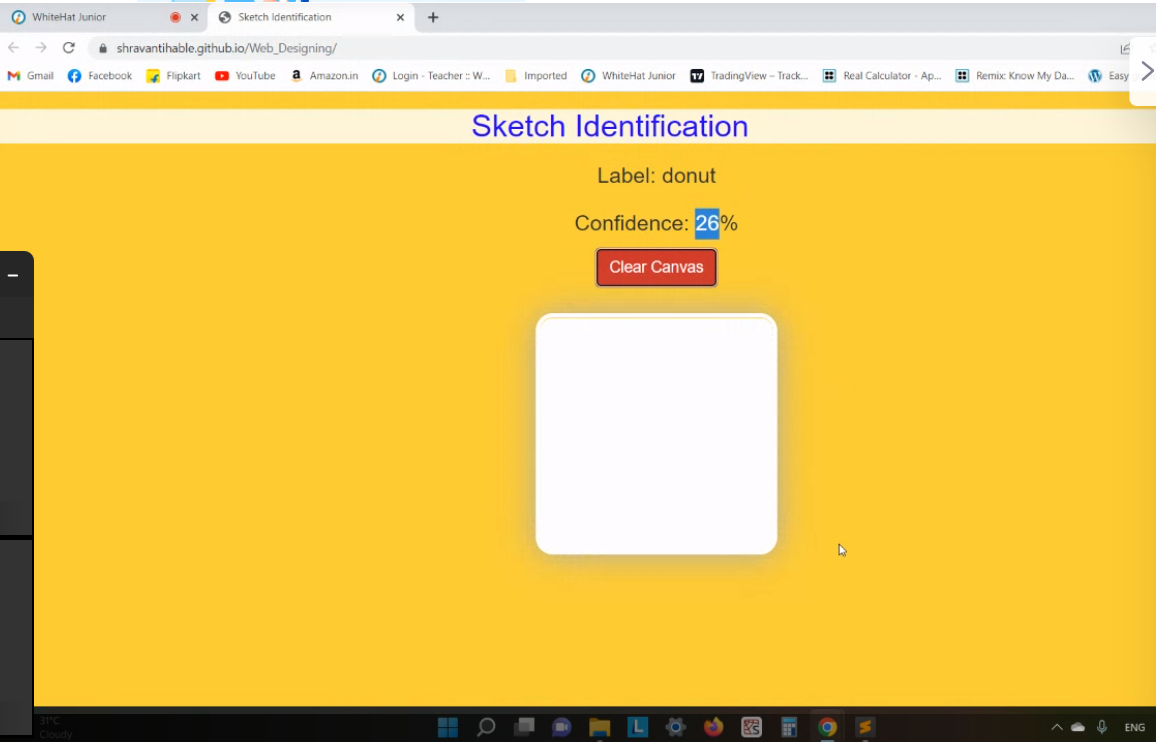 WhiteHat Junior
Sketch Identification
shravantihable.github.io/Web_Designing/
Gmail Facebook Flipkart YouTube Amazon.in Login - Teacher :: W... Imported WhiteHat Junior TradingView – Track... Real Calculator - Ap... Remix: Know My Da... Easy
Sketch Identification
Label: donut
Confidence: 26%
Clear Canvas
31°C
Cloudy
ENG